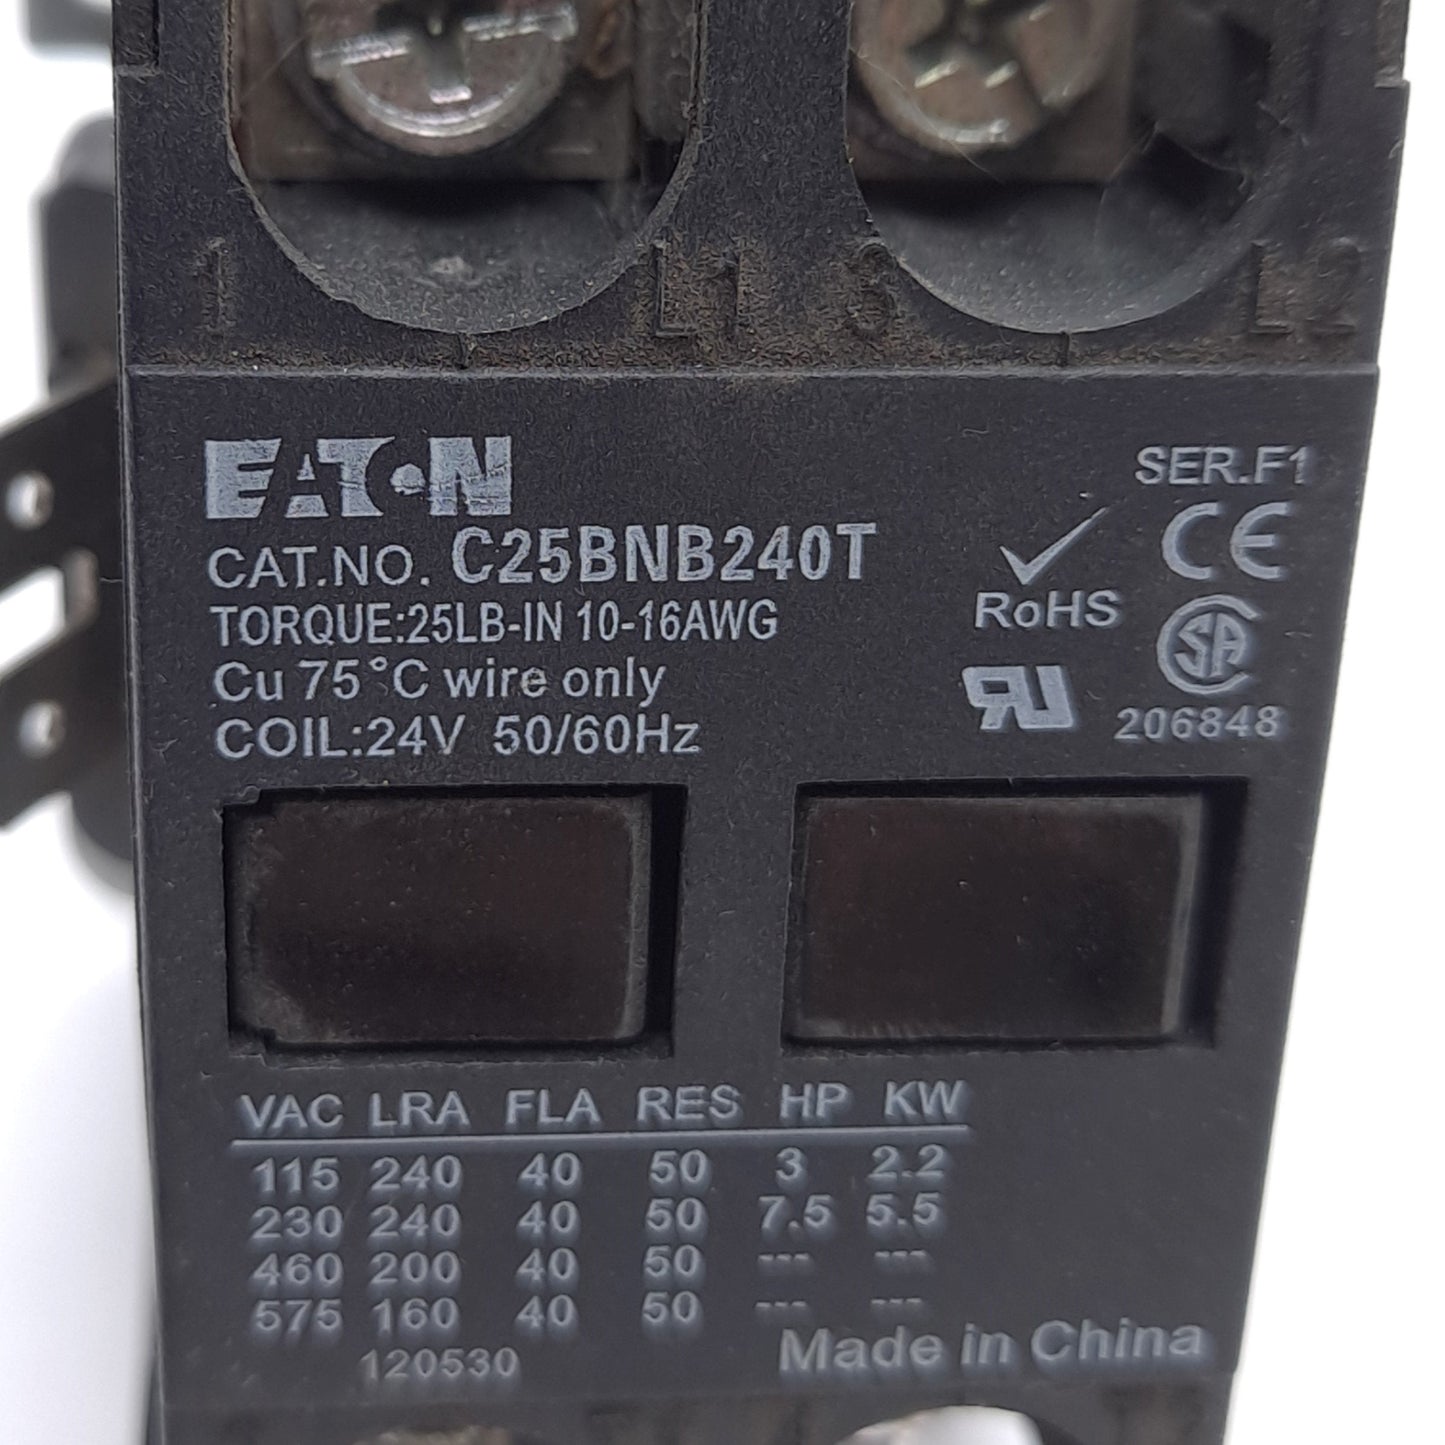 1 L1 3 L2
EATON
SER.F1
CAT.NO. C25BNB240T
CE
TORQUE:25LB-IN 10-16AWG
RoHS
Cu 75°C wire only
SA
COIL:24V 50/60Hz
RU
206848
VAC LRA FLA RES HP KW
115 240 40 50 3 2.2
230 240 40 50 7.5 5.5
460 200 40 50 --- ---
575 160 40 50 --- ---
120530
Made in China